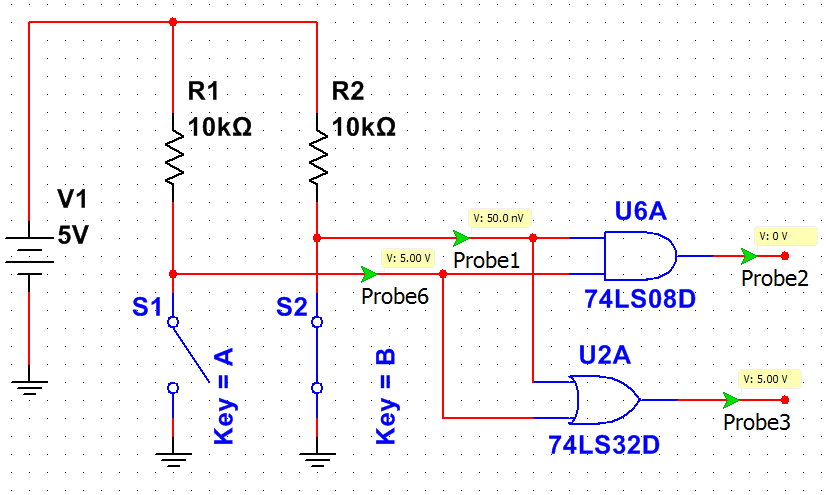 R1
10kΩ
R2
10kΩ
V1
5V
V: 50.0 nV
Probe1
V: 5.00 V
Probe6
U6A
74LS08D
V: 0 V
Probe2
S1
Key = A
S2
Key = B
U2A
74LS32D
V: 5.00 V
Probe3